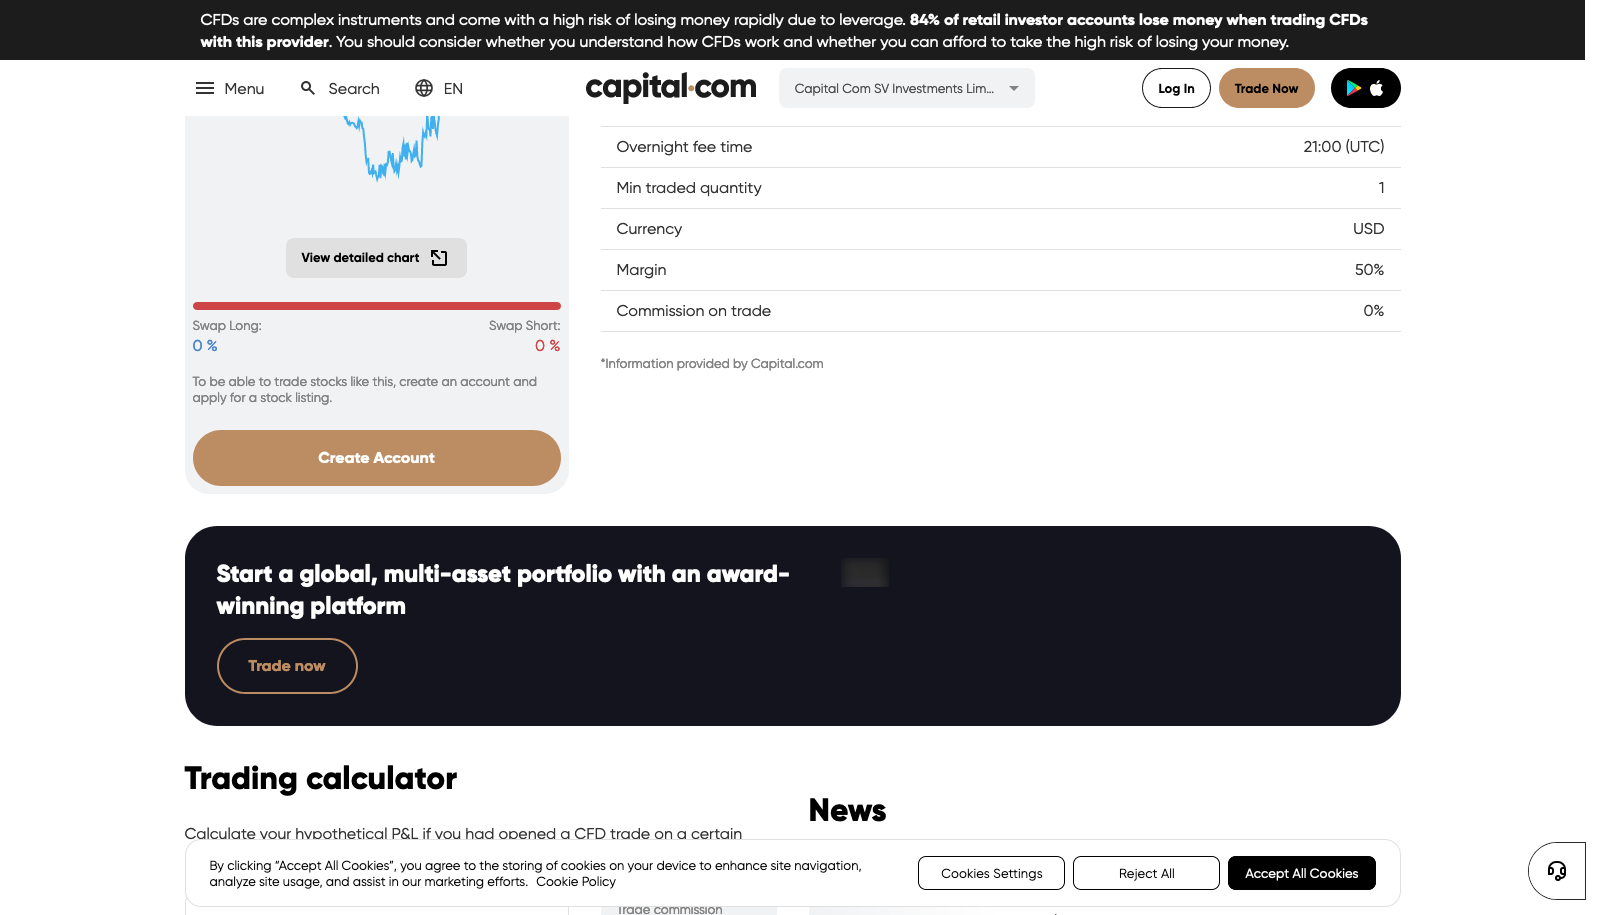 CFDs are complex instruments and come with a high risk of losing money rapidly due to leverage. 84% of retail investor accounts lose money when trading CFDs
with this provider. You should consider whether you understand how CFDs work and whether you can afford to take the high risk of losing your money.
Menu
Search
EN
capital.com
Capital Com SV Investments Lim...
Log In
Trade Now
Overnight fee time 21:00 (UTC)
Min traded quantity 1
Currency USD
Margin 50%
Commission on trade 0%
*Information provided by Capital.com
View detailed chart
Swap Long: Swap Short:
0 % 0 %
To be able to trade stocks like this, create an account and
apply for a stock listing.
Create Account
Start a global, multi-asset portfolio with an award-
winning platform
Trade now
Trading calculator
News
Calculate your hypothetical P&L if you had opened a CFD trade on a certain
By clicking “Accept All Cookies”, you agree to the storing of cookies on your device to enhance site navigation,
analyze site usage, and assist in our marketing efforts. Cookie Policy
Cookies Settings
Reject All
Accept All Cookies
Trade commission